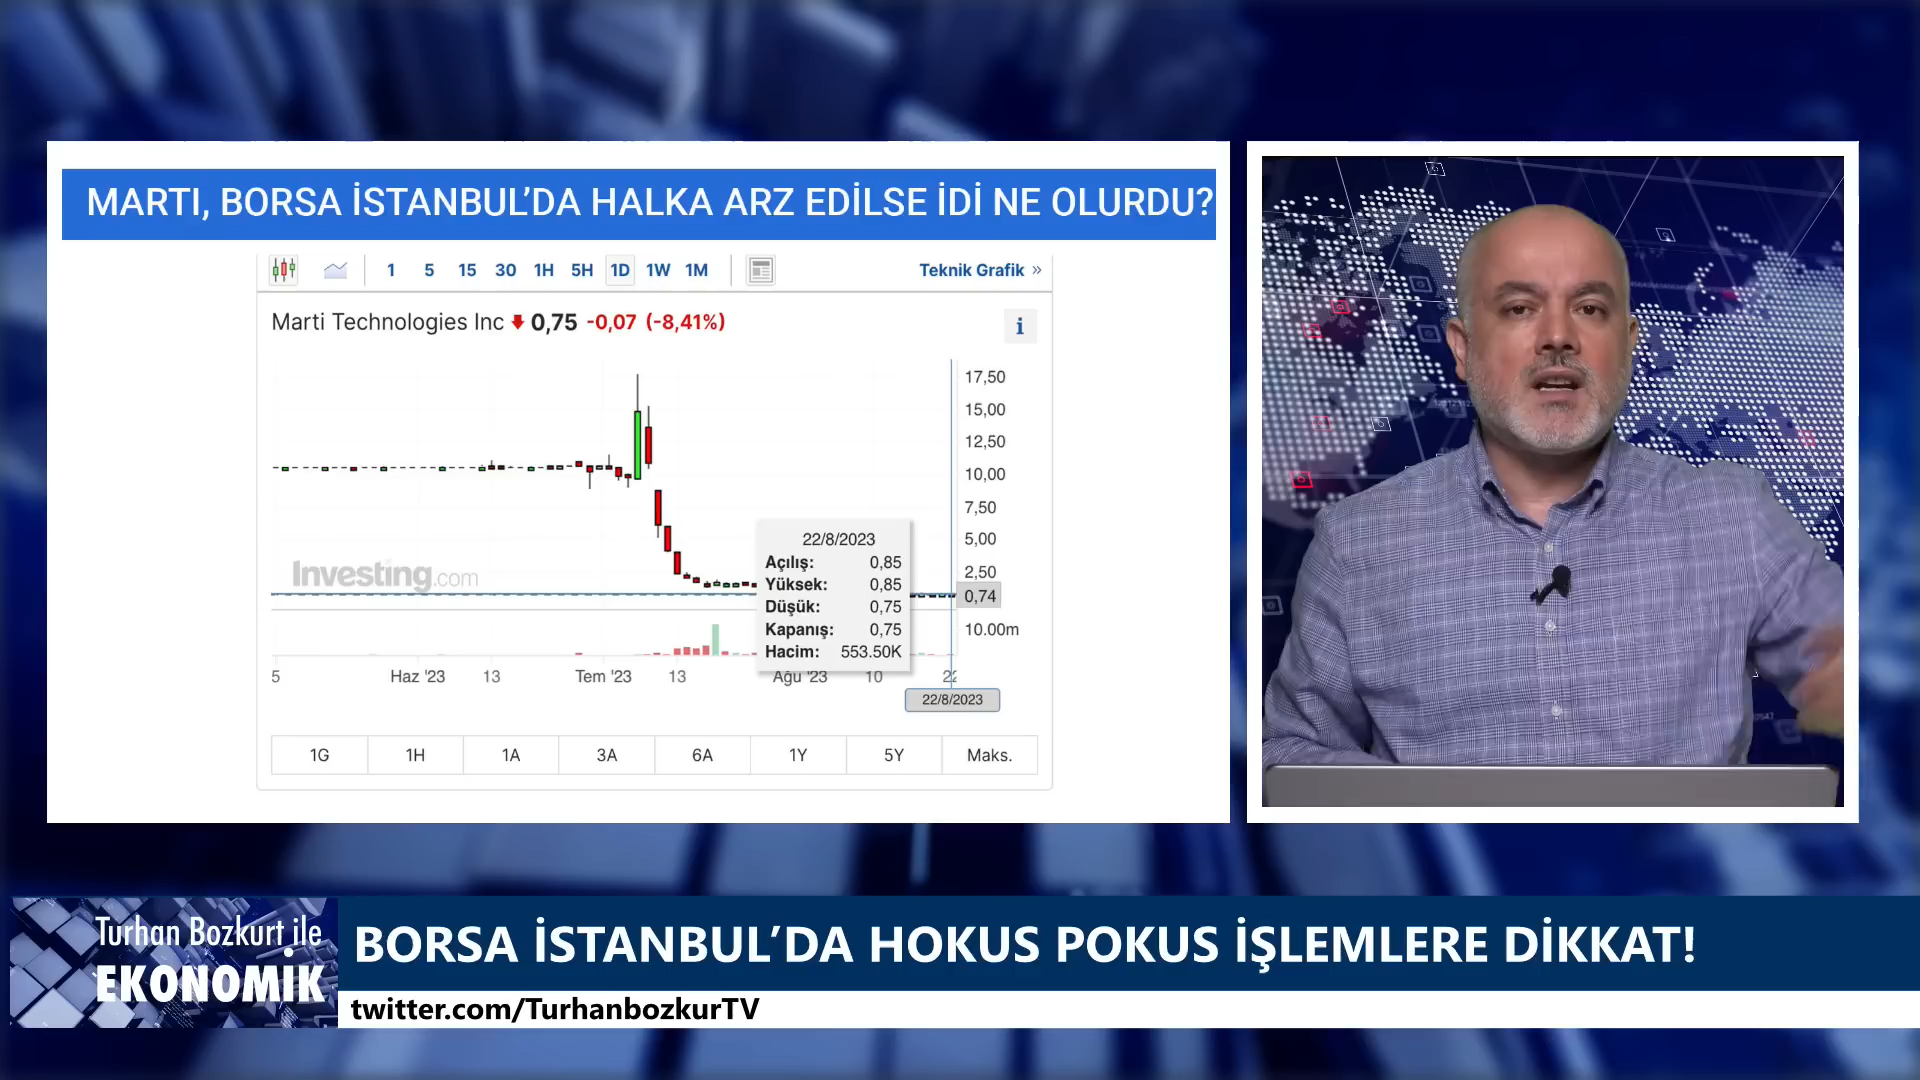 MARTI, BORSA İSTANBUL’DA HALKA ARZ EDİLSE İDİ NE OLURDU?
1 5 15 30 1H 5H 1D 1W 1M Teknik Grafik »
Marti Technologies Inc 0,75 -0,07 (-8,41%) i
17,50
15,00
12,50
10,00
7,50
5,00
2,50
0,74
10.00m
22/8/2023
Açılış: 0,85
Yüksek: 0,85
Düşük: 0,75
Kapanış: 0,75
Hacim: 553.50K
Investing.com
5 Haz '23 13 Tem '23 13 Ağu '23 10 22
22/8/2023
1G 1H 1A 3A 6A 1Y 5Y Maks.
Turhan Bozkurt ile
EKONOMİK
BORSA İSTANBUL’DA HOKUS POKUS İŞLEMLERE DİKKAT!
twitter.com/TurhanbozkurTV